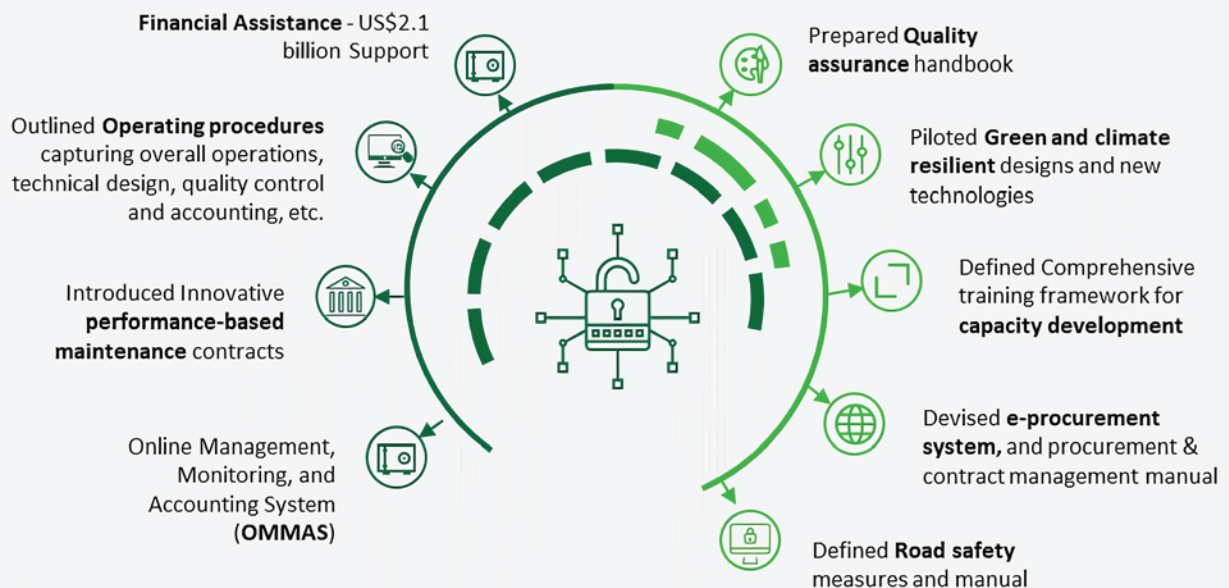 Financial Assistance - US$2.1
billion Support
Outlined Operating procedures
capturing overall operations,
technical design, quality control
and accounting, etc.
Introduced Innovative
performance-based
maintenance contracts
Online Management,
Monitoring, and
Accounting System
(OMMAS)
Prepared Quality
assurance handbook
Piloted Green and climate
resilient designs and new
technologies
Defined Comprehensive
training framework for
capacity development
Devised e-procurement
system, and procurement &
contract management manual
Defined Road safety
measures and manual